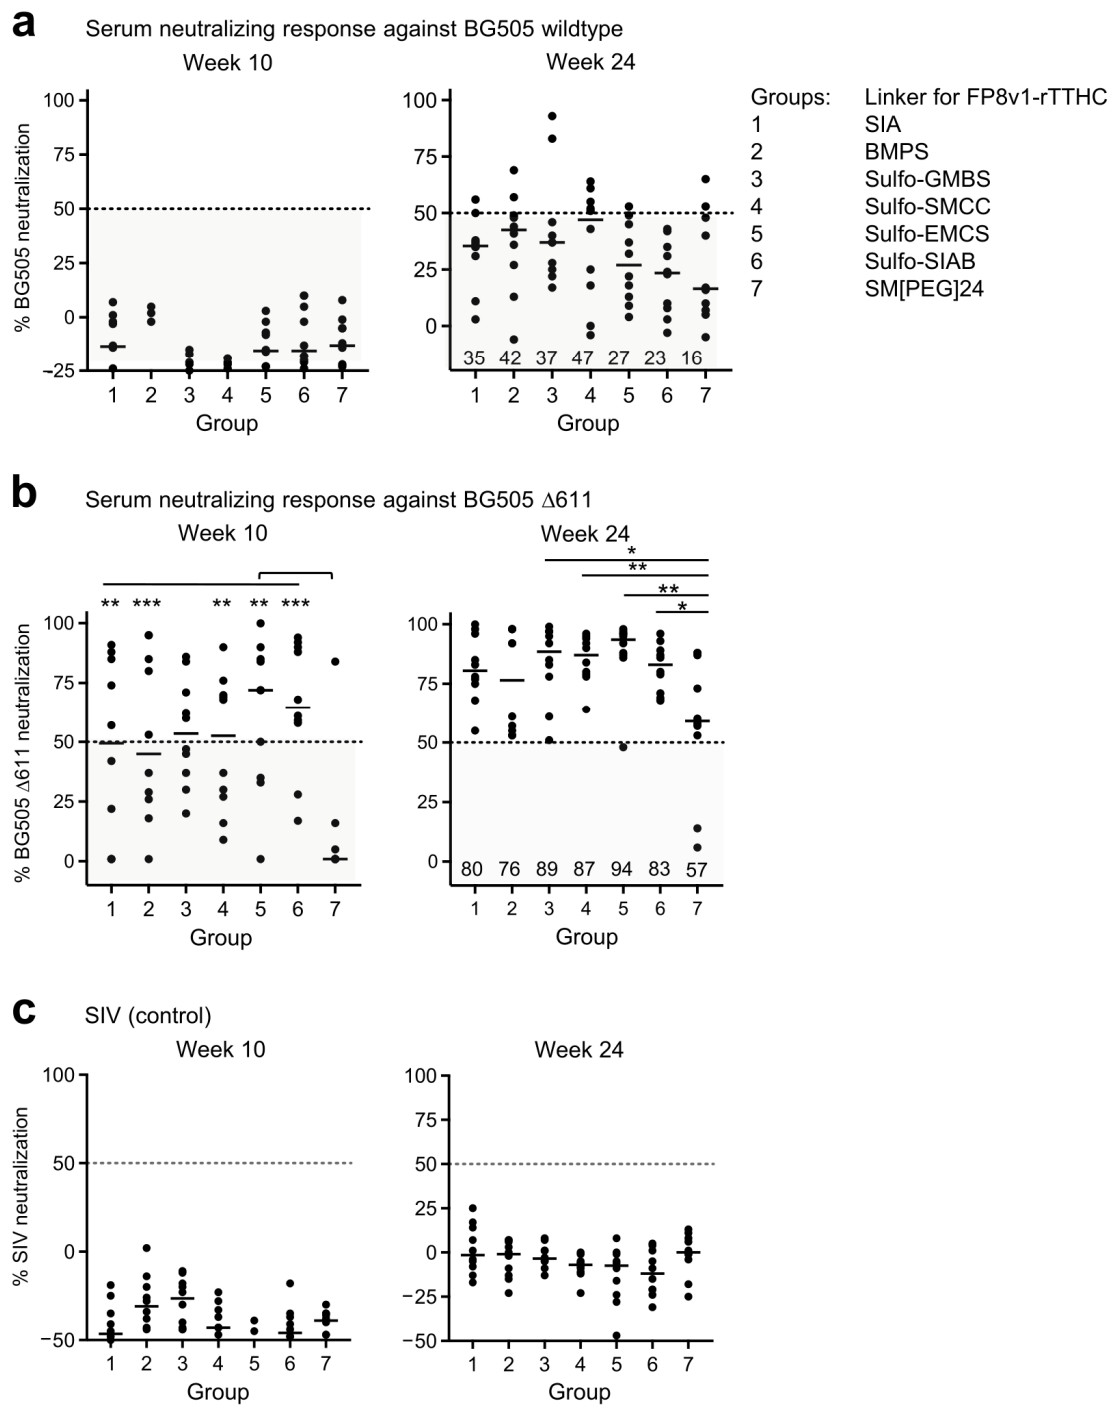 a
Serum neutralizing response against BG505 wildtype
Week 10
Week 24
% BG505 neutralization
100
75
50
25
0
−25
1 2 3 4 5 6 7
Group
100
75
50
25
0
35 42 37 47 27 23 16
1 2 3 4 5 6 7
Group
Groups: Linker for FP8v1-rTTHC
1 SIA
2 BMPS
3 Sulfo-GMBS
4 Sulfo-SMCC
5 Sulfo-EMCS
6 Sulfo-SIAB
7 SM[PEG]24
b
Serum neutralizing response against BG505 Δ611
Week 10
Week 24
% BG505 Δ611 neutralization
** *** ** ** ***
100
75
50
25
0
1 2 3 4 5 6 7
Group
*
**
**
*
100
75
50
25
0
80 76 89 87 94 83 57
1 2 3 4 5 6 7
Group
c
SIV (control)
Week 10
Week 24
% SIV neutralization
100
50
0
−50
1 2 3 4 5 6 7
Group
100
75
50
25
0
−25
−50
1 2 3 4 5 6 7
Group